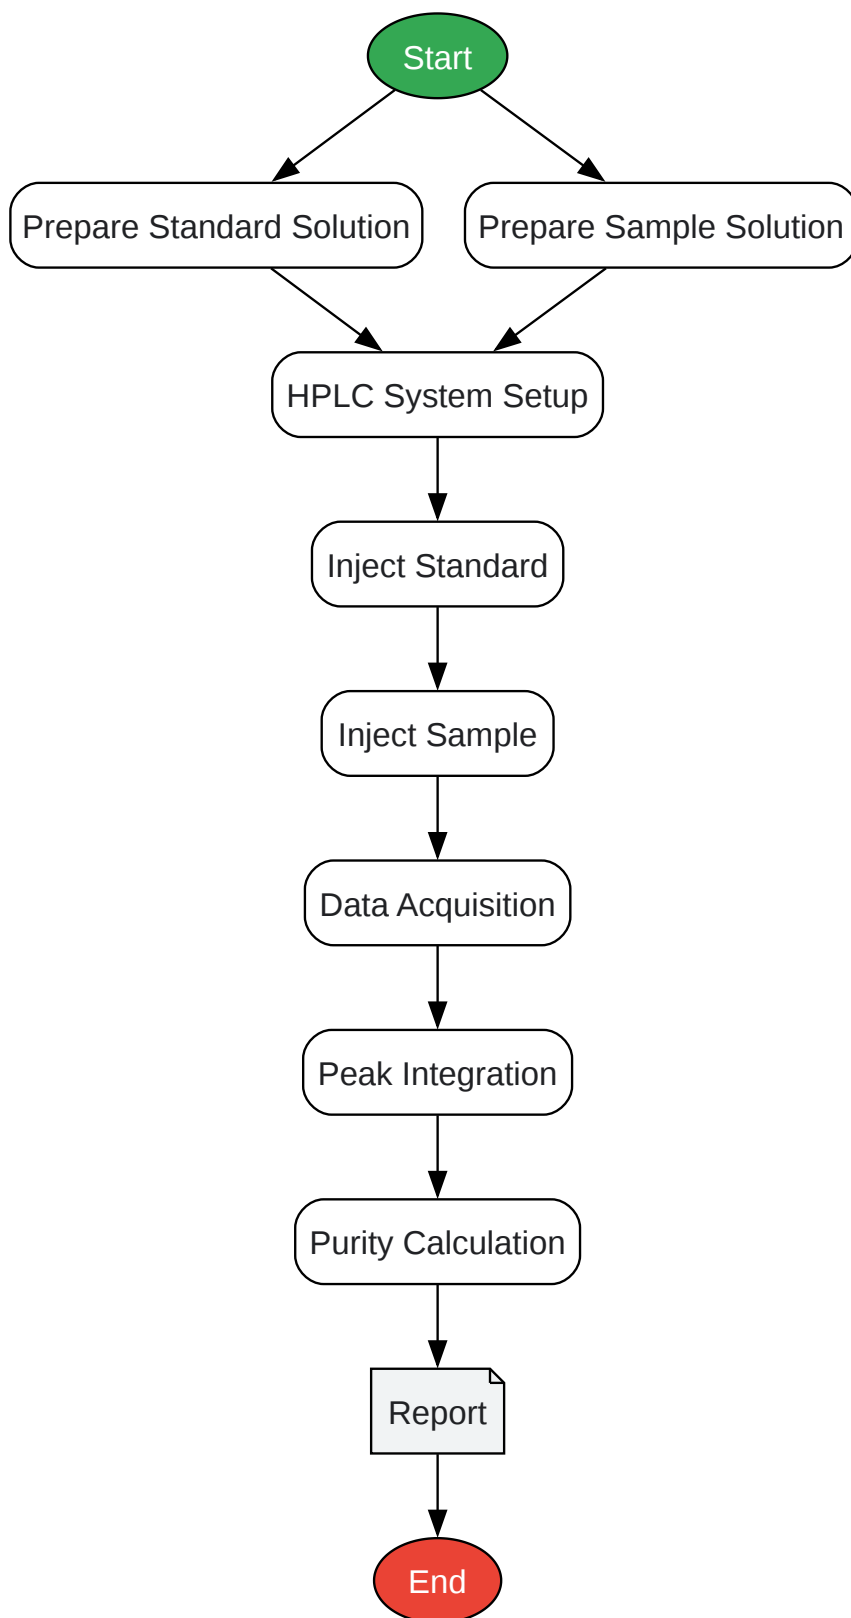 Start
Prepare Standard Solution
Prepare Sample Solution
HPLC System Setup
Inject Standard
Inject Sample
Data Acquisition
Peak Integration
Purity Calculation
Report
End